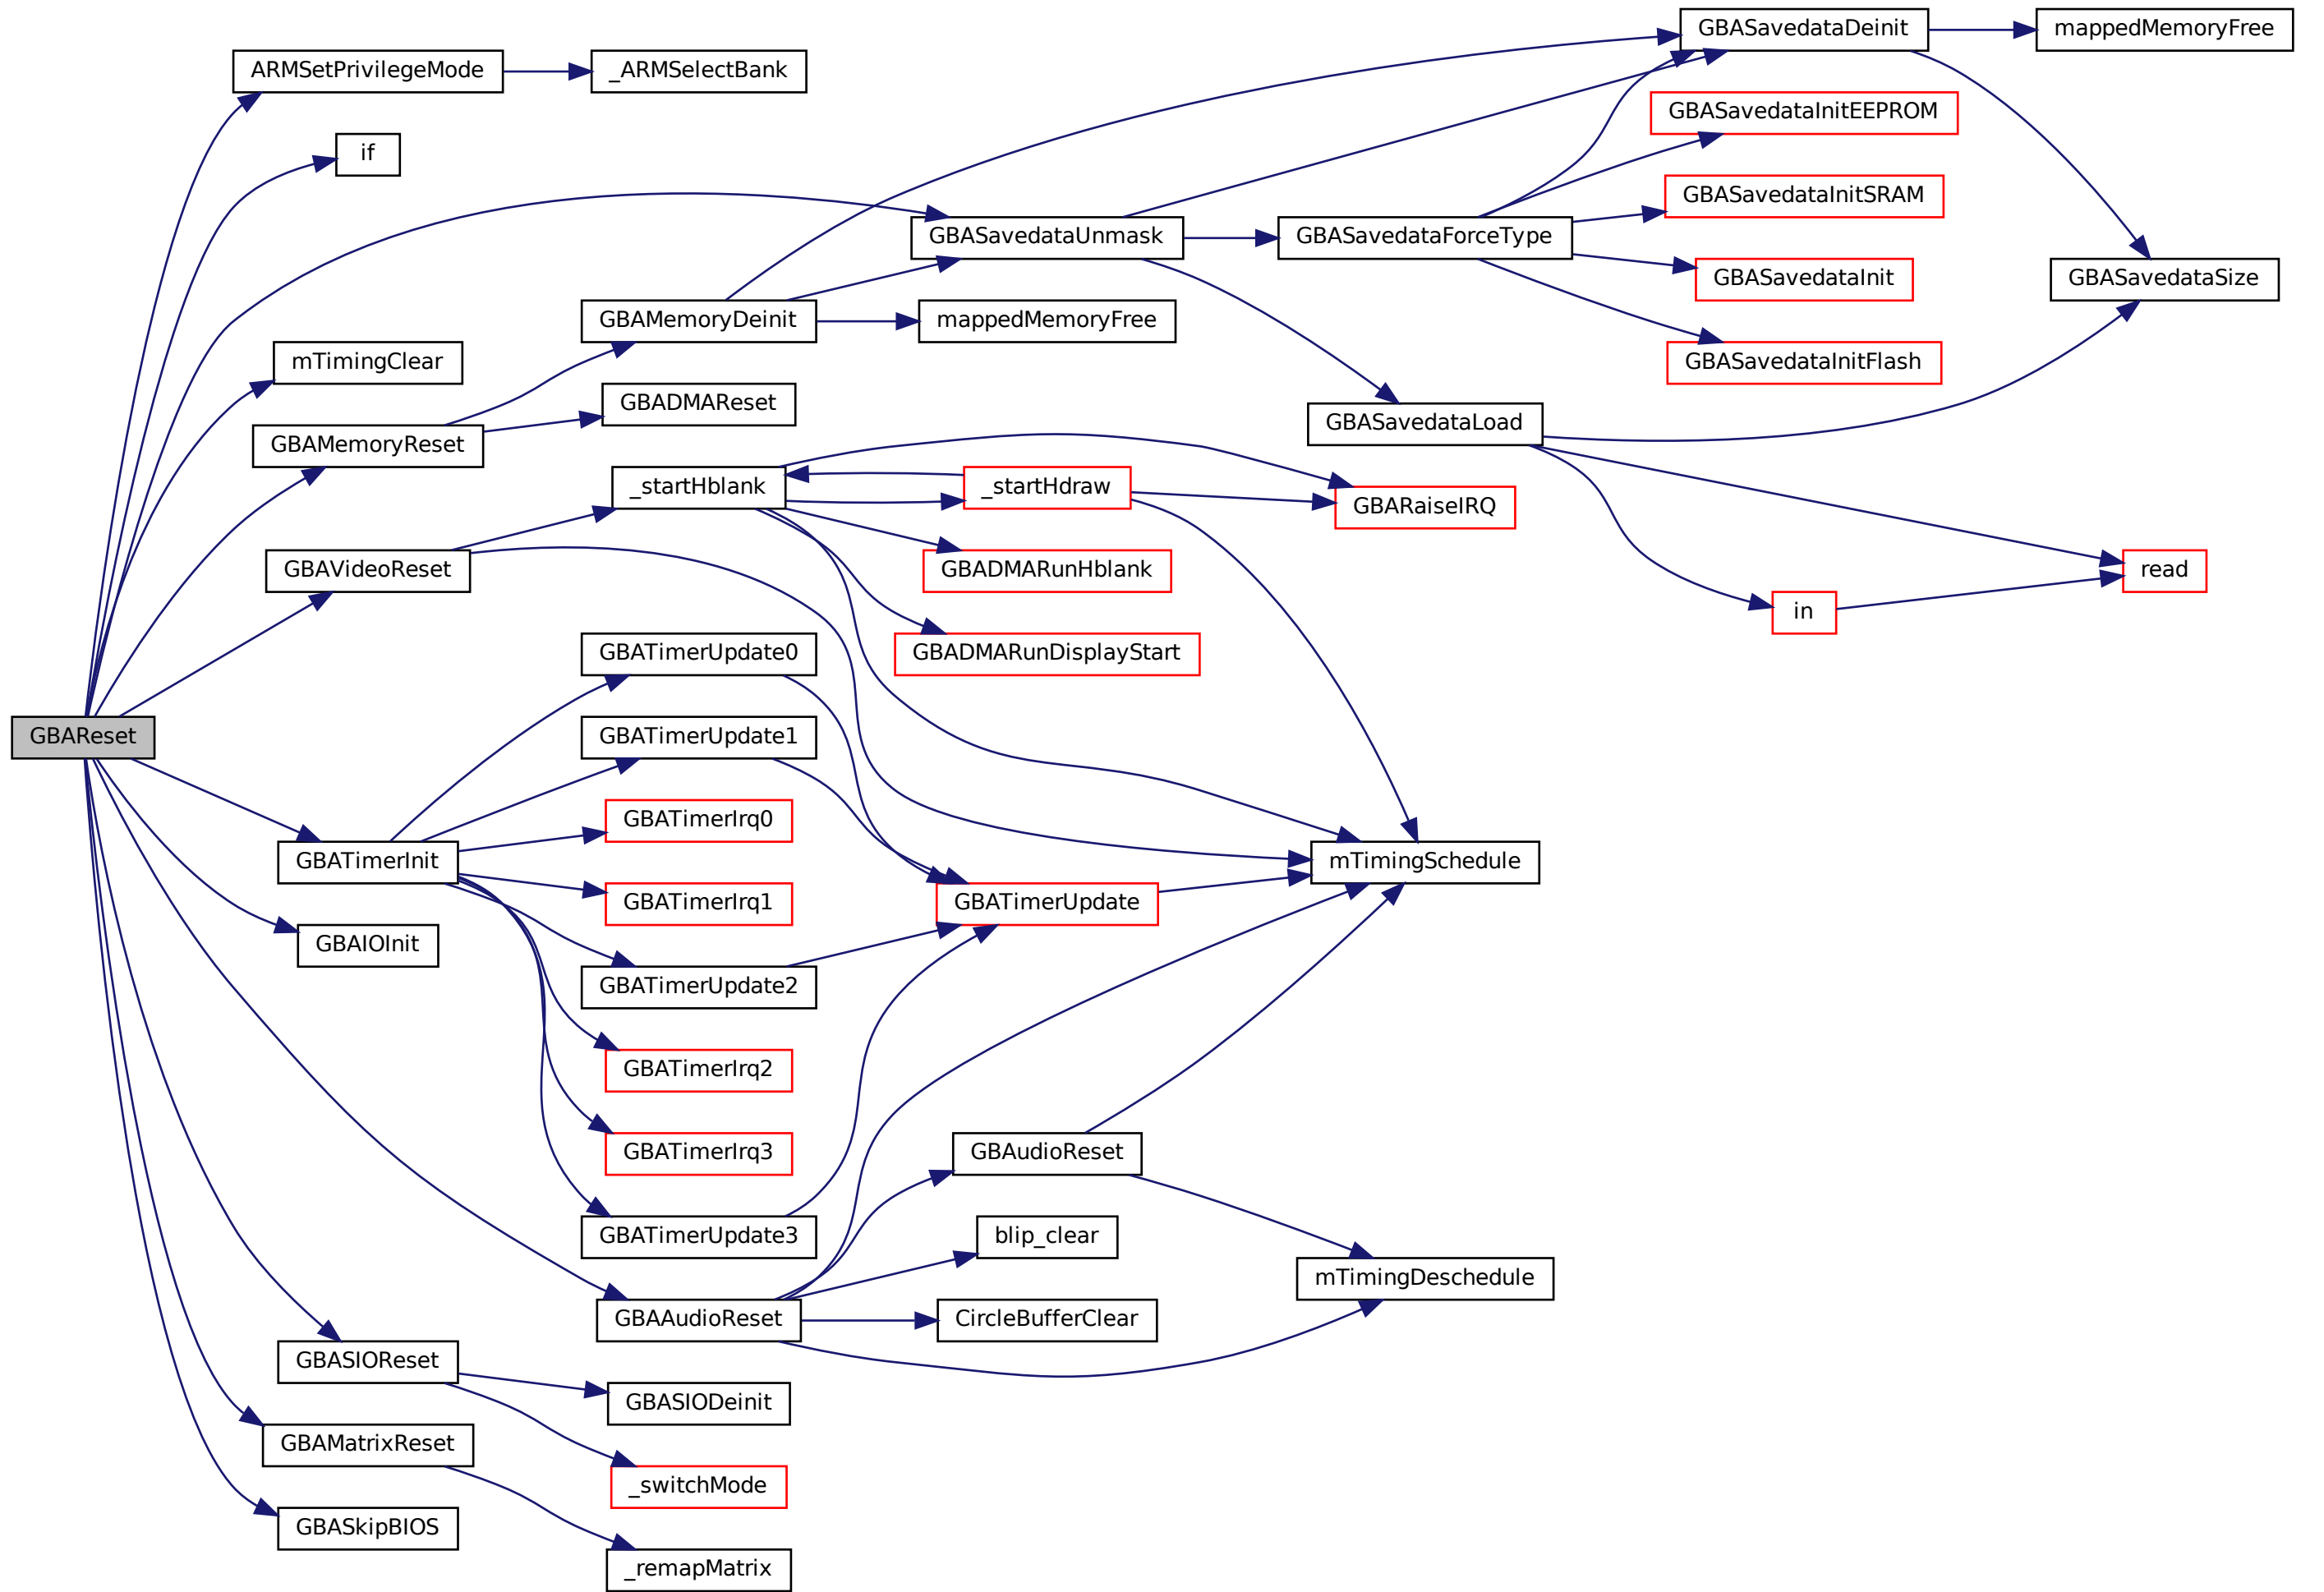 GBASavedataDeinit
mappedMemoryFree
ARMSetPrivilegeMode
_ARMSelectBank
GBASavedataInitEEPROM
if
GBASavedataInitSRAM
GBASavedataUnmask
GBASavedataForceType
GBASavedataInit
GBASavedataSize
GBAMemoryDeinit
mappedMemoryFree
mTimingClear
GBASavedataInitFlash
GBADMAReset
GBASavedataLoad
GBAMemoryReset
_startHblank
_startHdraw
GBARaiseIRQ
GBAVideoReset
GBADMARunHblank
read
in
GBATimerUpdate0
GBADMARunDisplayStart
GBAReset
GBATimerUpdate1
GBATimerIrq0
GBATimerInit
mTimingSchedule
GBATimerIrq1
GBATimerUpdate
GBAIOInit
GBATimerUpdate2
GBATimerIrq2
GBATimerIrq3
GBAudioReset
GBATimerUpdate3
blip_clear
mTimingDeschedule
GBAAudioReset
CircleBufferClear
GBASIOReset
GBASIODeinit
GBAMatrixReset
_switchMode
GBASkipBIOS
_remapMatrix